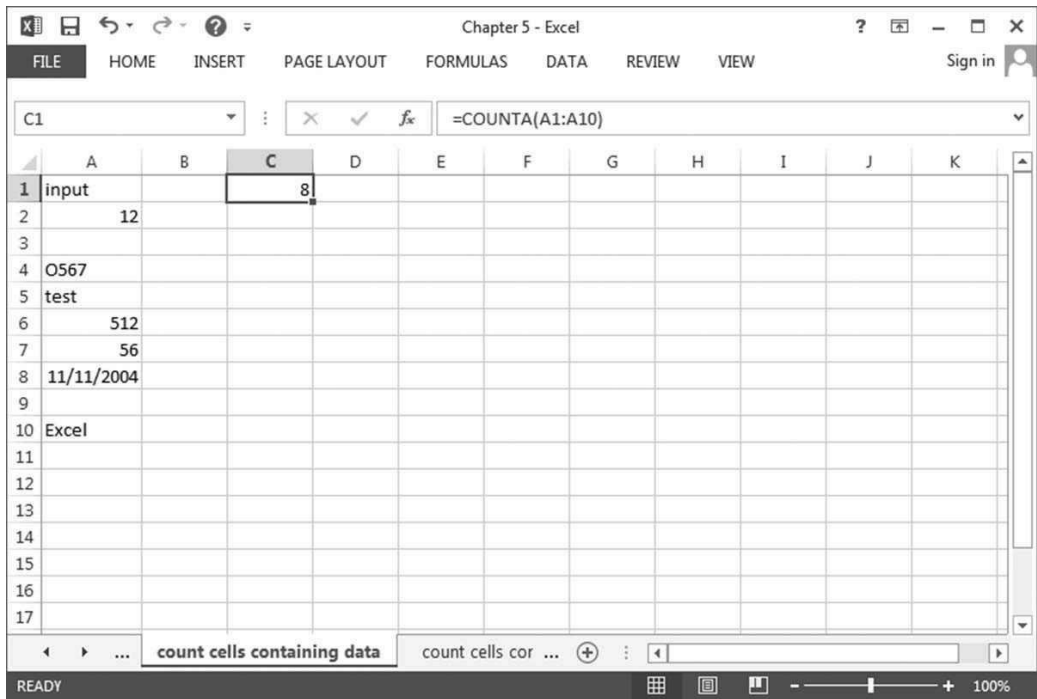 Chapter 5 - Excel
FILE HOME INSERT PAGE LAYOUT FORMULAS DATA REVIEW VIEW Sign in
C1 fx =COUNTA(A1:A10)
A B C D E F G H I J K
1 input 8
2 12
3
4 O567
5 test
6 512
7 56
8 11/11/2004
9
10 Excel
11
12
13
14
15
16
17
... count cells containing data count cells cor ...
READY 100%